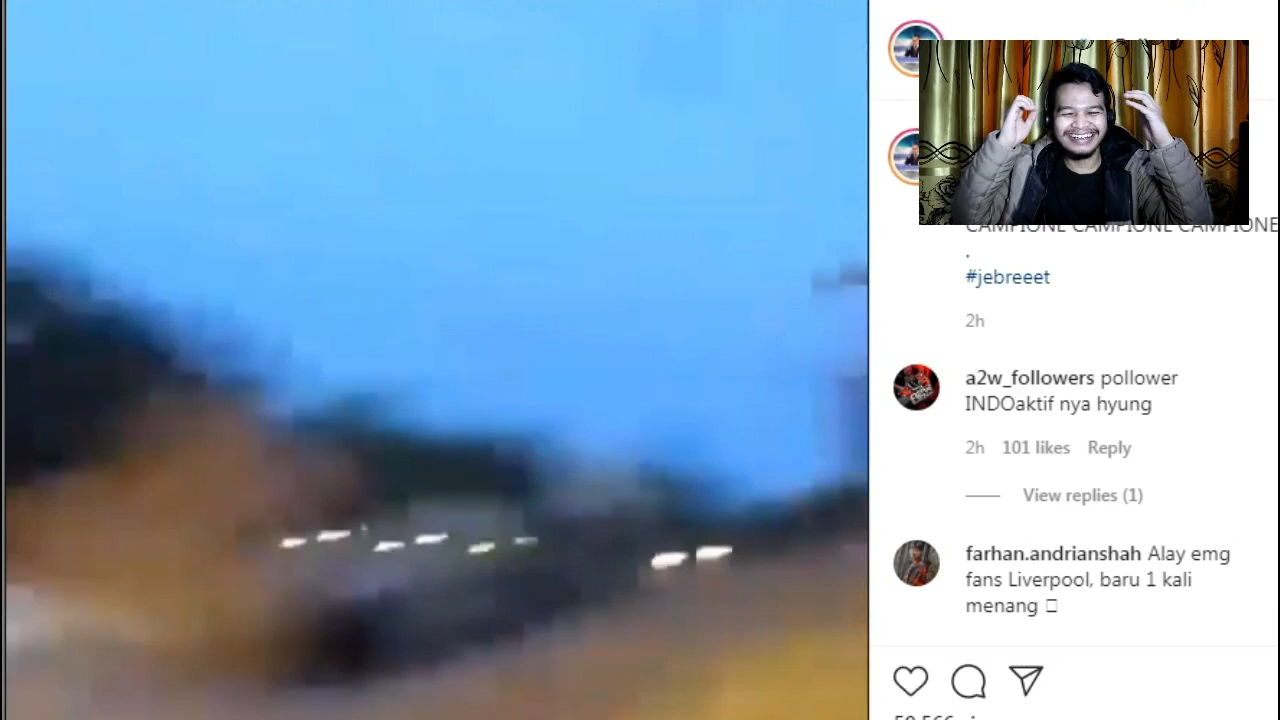 CAMPIONE CAMPIONE CAMPIONE
.
#jebreeet
2h
a2w_followers pollower
INDOaktif nya hyung
2h 101 likes Reply
View replies (1)
farhan.andrianshah Alay emg
fans Liverpool, baru 1 kali
menang